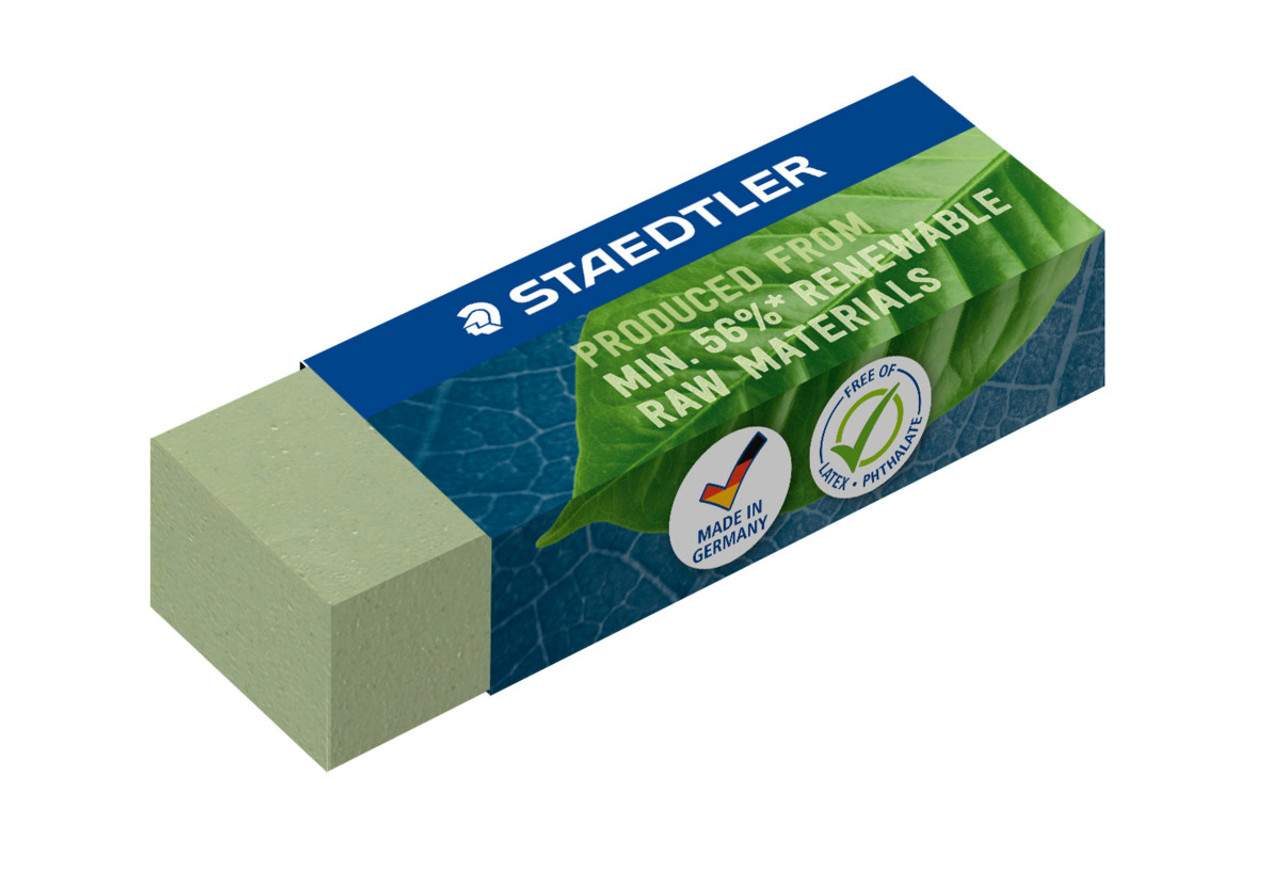 STAEDTLER
PRODUCED FROM
MIN. 56%* RENEWABLE
RAW MATERIALS
MADE IN
GERMANY
FREE OF
LATEX • PHTHALATE